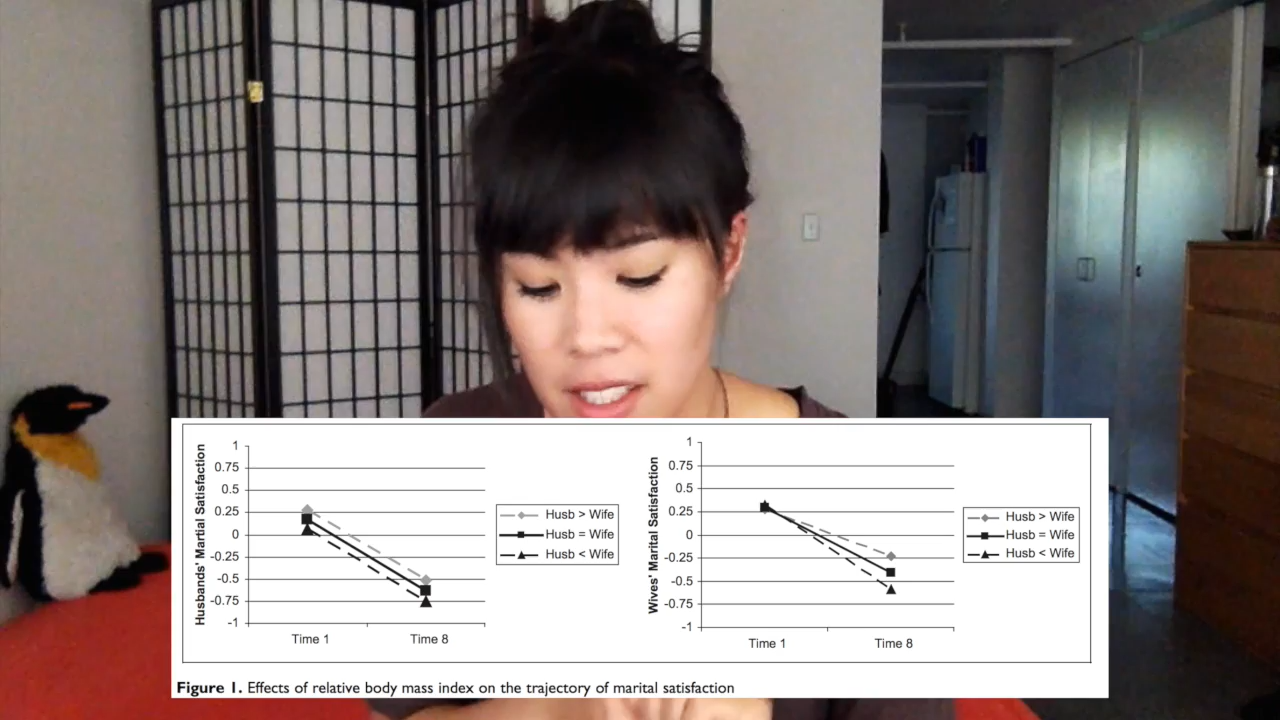 Husbands' Martial Satisfaction
1
0.75
0.5
0.25
0
-0.25
-0.5
-0.75
-1
Time 1
Time 8
Husb > Wife
Husb = Wife
Husb < Wife
Wives' Marital Satisfaction
1
0.75
0.5
0.25
0
-0.25
-0.5
-0.75
-1
Time 1
Time 8
Husb > Wife
Husb = Wife
Husb < Wife
Figure 1. Effects of relative body mass index on the trajectory of marital satisfaction